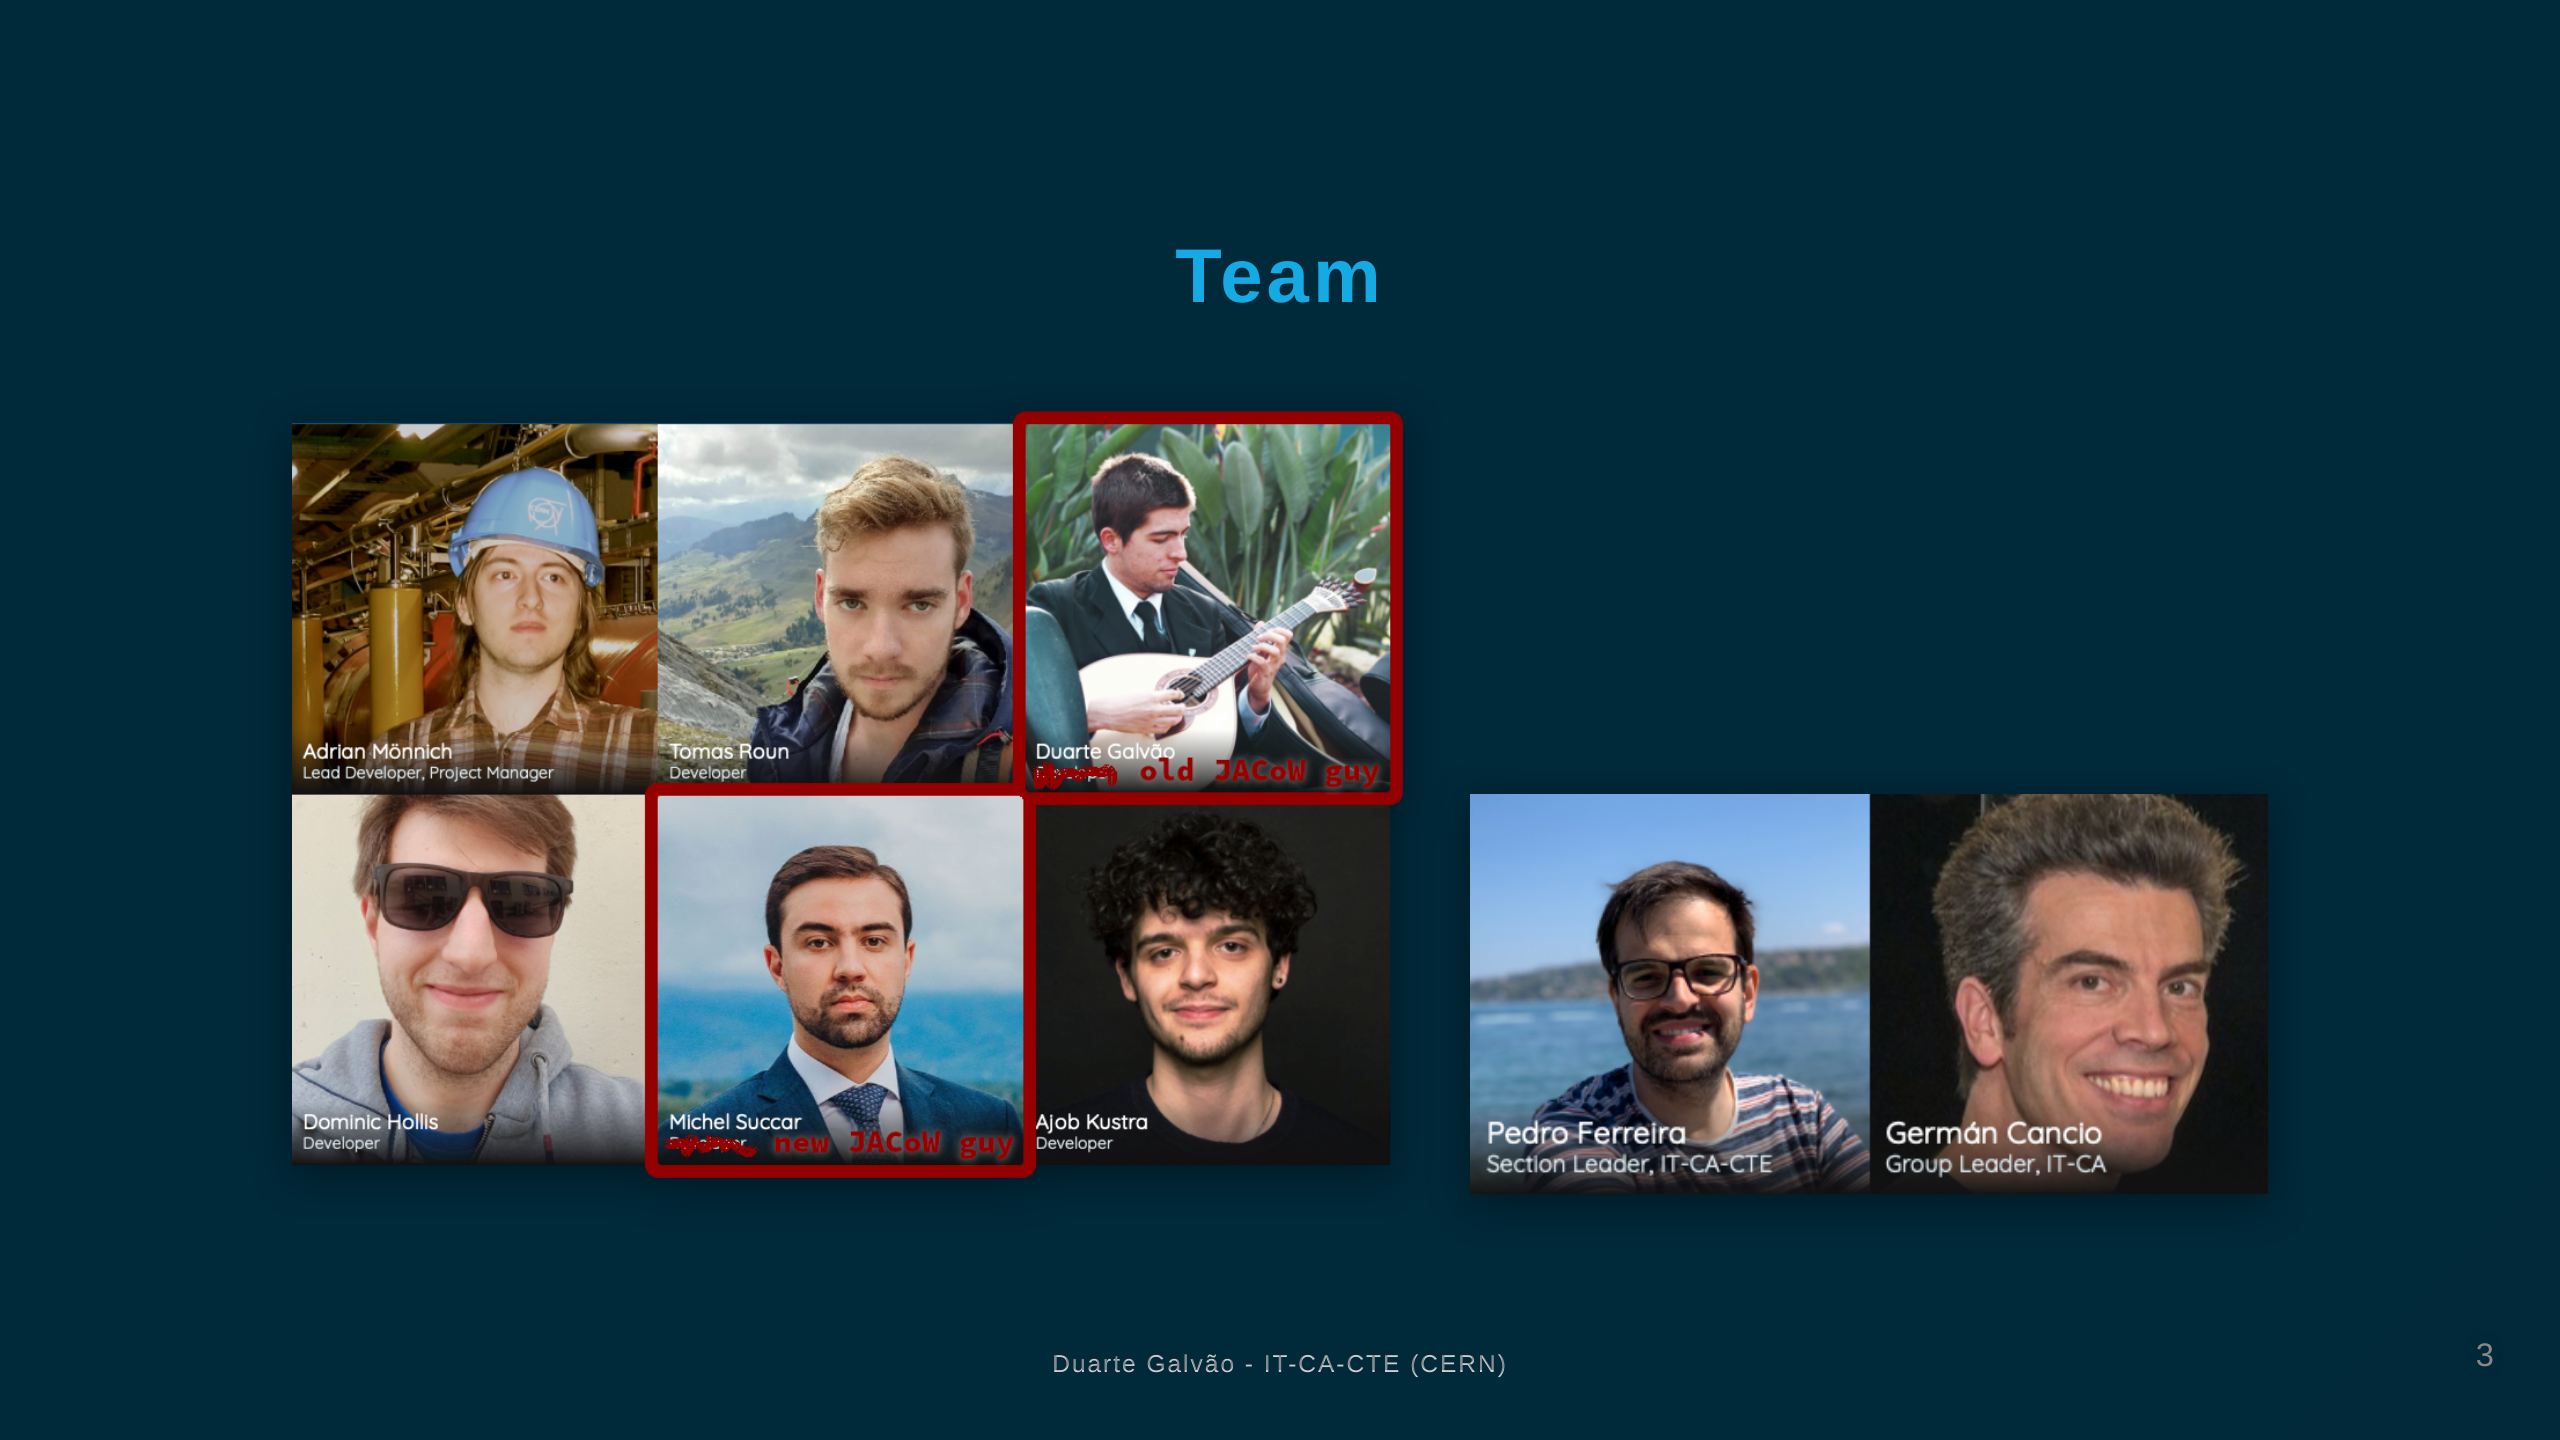 Team
Adrian Mönnich
Lead Developer, Project Manager
Tomas Roun
Developer
Duarte Galvão
old JACoW guy
Dominic Hollis
Developer
Michel Succar
new JACoW guy
Ajob Kustra
Developer
Pedro Ferreira
Section Leader, IT-CA-CTE
Germán Cancio
Group Leader, IT-CA
Duarte Galvão - IT-CA-CTE (CERN)
3